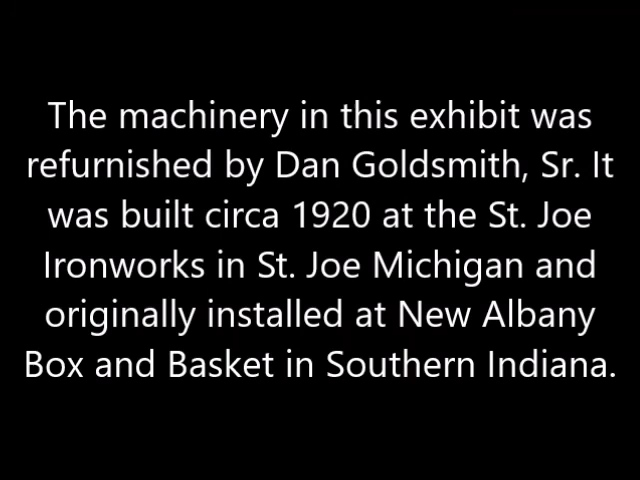 The machinery in this exhibit was
refurnished by Dan Goldsmith, Sr. It
was built circa 1920 at the St. Joe
Ironworks in St. Joe Michigan and
originally installed at New Albany
Box and Basket in Southern Indiana.